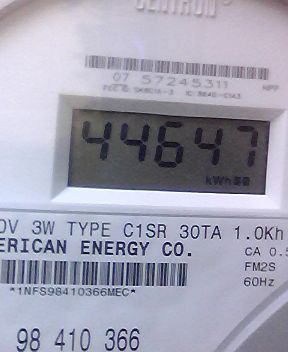 CENTRON®
07 57245311
44647
kWh
0V 3W TYPE C1SR 30TA 1.0Kh
ERICAN ENERGY CO.
CA 0.5
FM2S
60Hz
*1NFS98410366MEC*
98 410 366